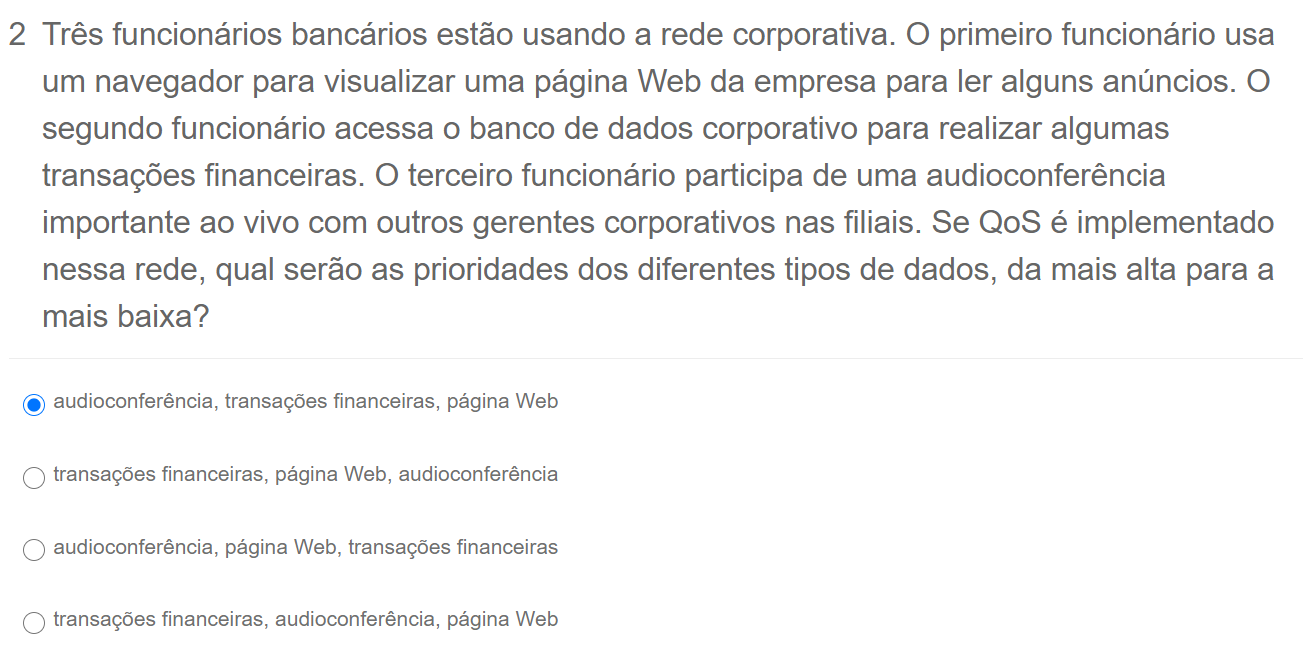 2 Três funcionários bancários estão usando a rede corporativa. O primeiro funcionário usa
um navegador para visualizar uma página Web da empresa para ler alguns anúncios. O
segundo funcionário acessa o banco de dados corporativo para realizar algumas
transações financeiras. O terceiro funcionário participa de uma audioconferência
importante ao vivo com outros gerentes corporativos nas filiais. Se QoS é implementado
nessa rede, qual serão as prioridades dos diferentes tipos de dados, da mais alta para a
mais baixa?
audioconferência, transações financeiras, página Web
transações financeiras, página Web, audioconferência
audioconferência, página Web, transações financeiras
transações financeiras, audioconferência, página Web